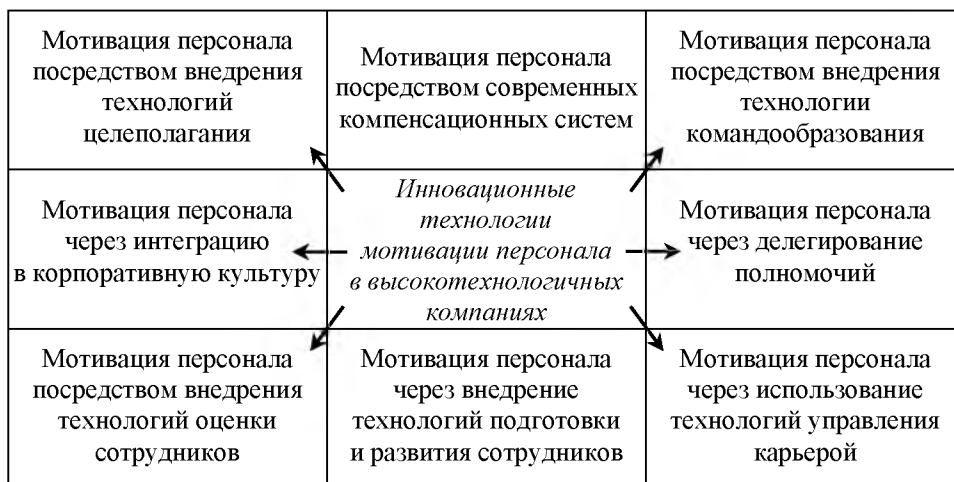 Мотивация персонала
посредством внедрения
технологий
целеполагания
Мотивация персонала
посредством современных
компенсационных систем
Мотивация персонала
посредством внедрения
технологии
командообразования
Мотивация персонала
через интеграцию
в корпоративную культуру
Инновационные
технологии
мотивации персонала
в высокотехнологичных
компаниях
Мотивация персонала
через делегирование
полномочий
Мотивация персонала
посредством внедрения
технологий оценки
сотрудников
Мотивация персонала
через внедрение
технологий подготовки
и развития сотрудников
Мотивация персонала
через использование
технологий управления
карьерой